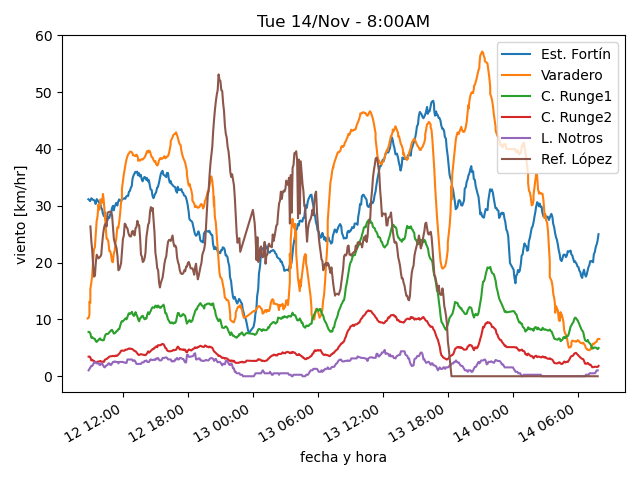 Tue 14/Nov - 8:00AM
Est. Fortín
Varadero
C. Runge1
C. Runge2
L. Notros
Ref. López
viento [km/hr]
60
50
40
30
20
10
0
12 12:00
12 18:00
13 00:00
13 06:00
13 12:00
13 18:00
14 00:00
14 06:00
fecha y hora